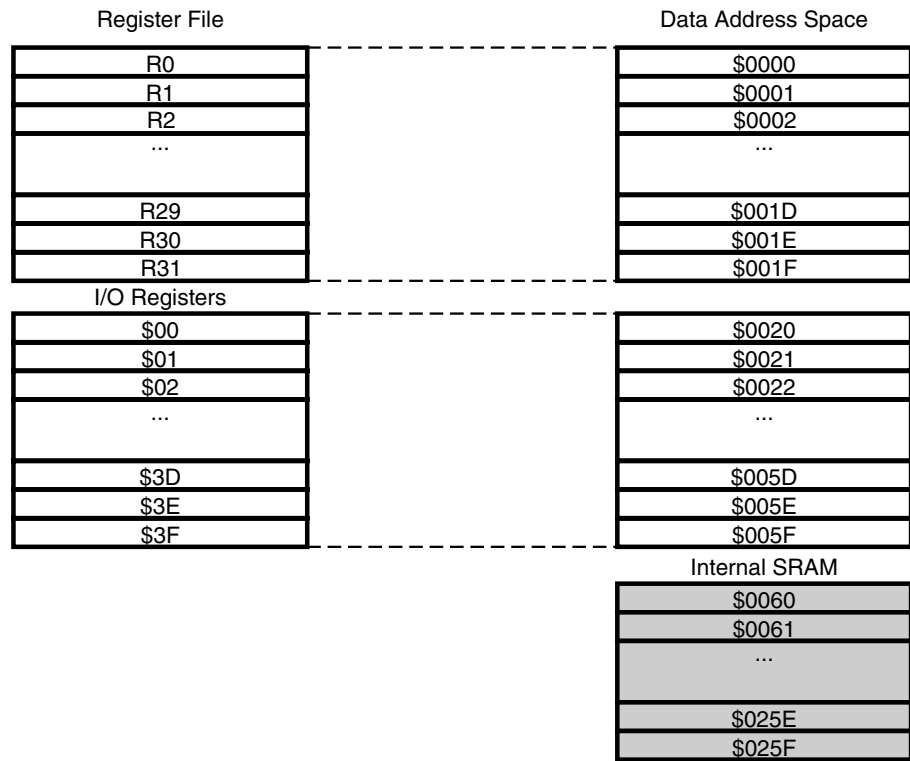 Register File Data Address Space
R0 $0000
R1 $0001
R2 $0002
... ...
R29 $001D
R30 $001E
R31 $001F
I/O Registers
$00 $0020
$01 $0021
$02 $0022
... ...
$3D $005D
$3E $005E
$3F $005F
Internal SRAM
$0060
$0061
...
$025E
$025F